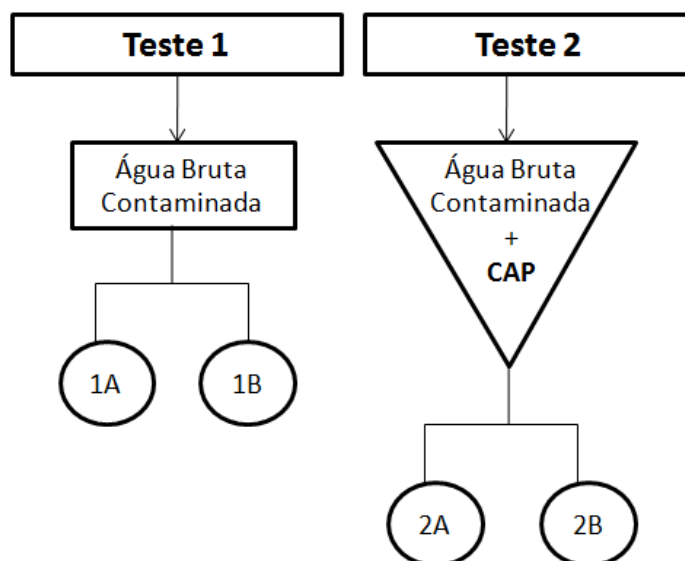 Teste 1
Água Bruta
Contaminada
1A
1B
Teste 2
Água Bruta
Contaminada
+
CAP
2A
2B